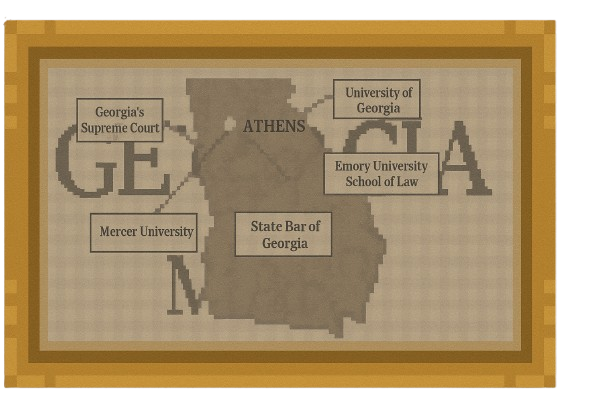 Georgia's
Supreme Court
University of
Georgia
ATHENS
GE
GIA
Emory University
School of Law
Mercer University
State Bar of
Georgia
M